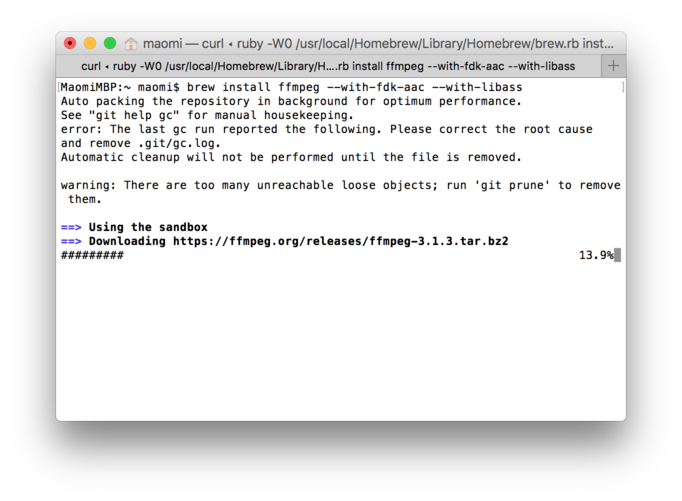 maomi — curl ◂ ruby -W0 /usr/local/Homebrew/Library/Homebrew/brew.rb inst...
curl ◂ ruby -W0 /usr/local/Homebrew/Library/H....rb install ffmpeg --with-fdk-aac --with-libass
[MaomiMBP:~ maomi$ brew install ffmpeg --with-fdk-aac --with-libass ]
Auto packing the repository in background for optimum performance.
See "git help gc" for manual housekeeping.
error: The last gc run reported the following. Please correct the root cause
and remove .git/gc.log.
Automatic cleanup will not be performed until the file is removed.
warning: There are too many unreachable loose objects; run 'git prune' to remove
them.
==> Using the sandbox
==> Downloading https://ffmpeg.org/releases/ffmpeg-3.1.3.tar.bz2
######### 13.9%